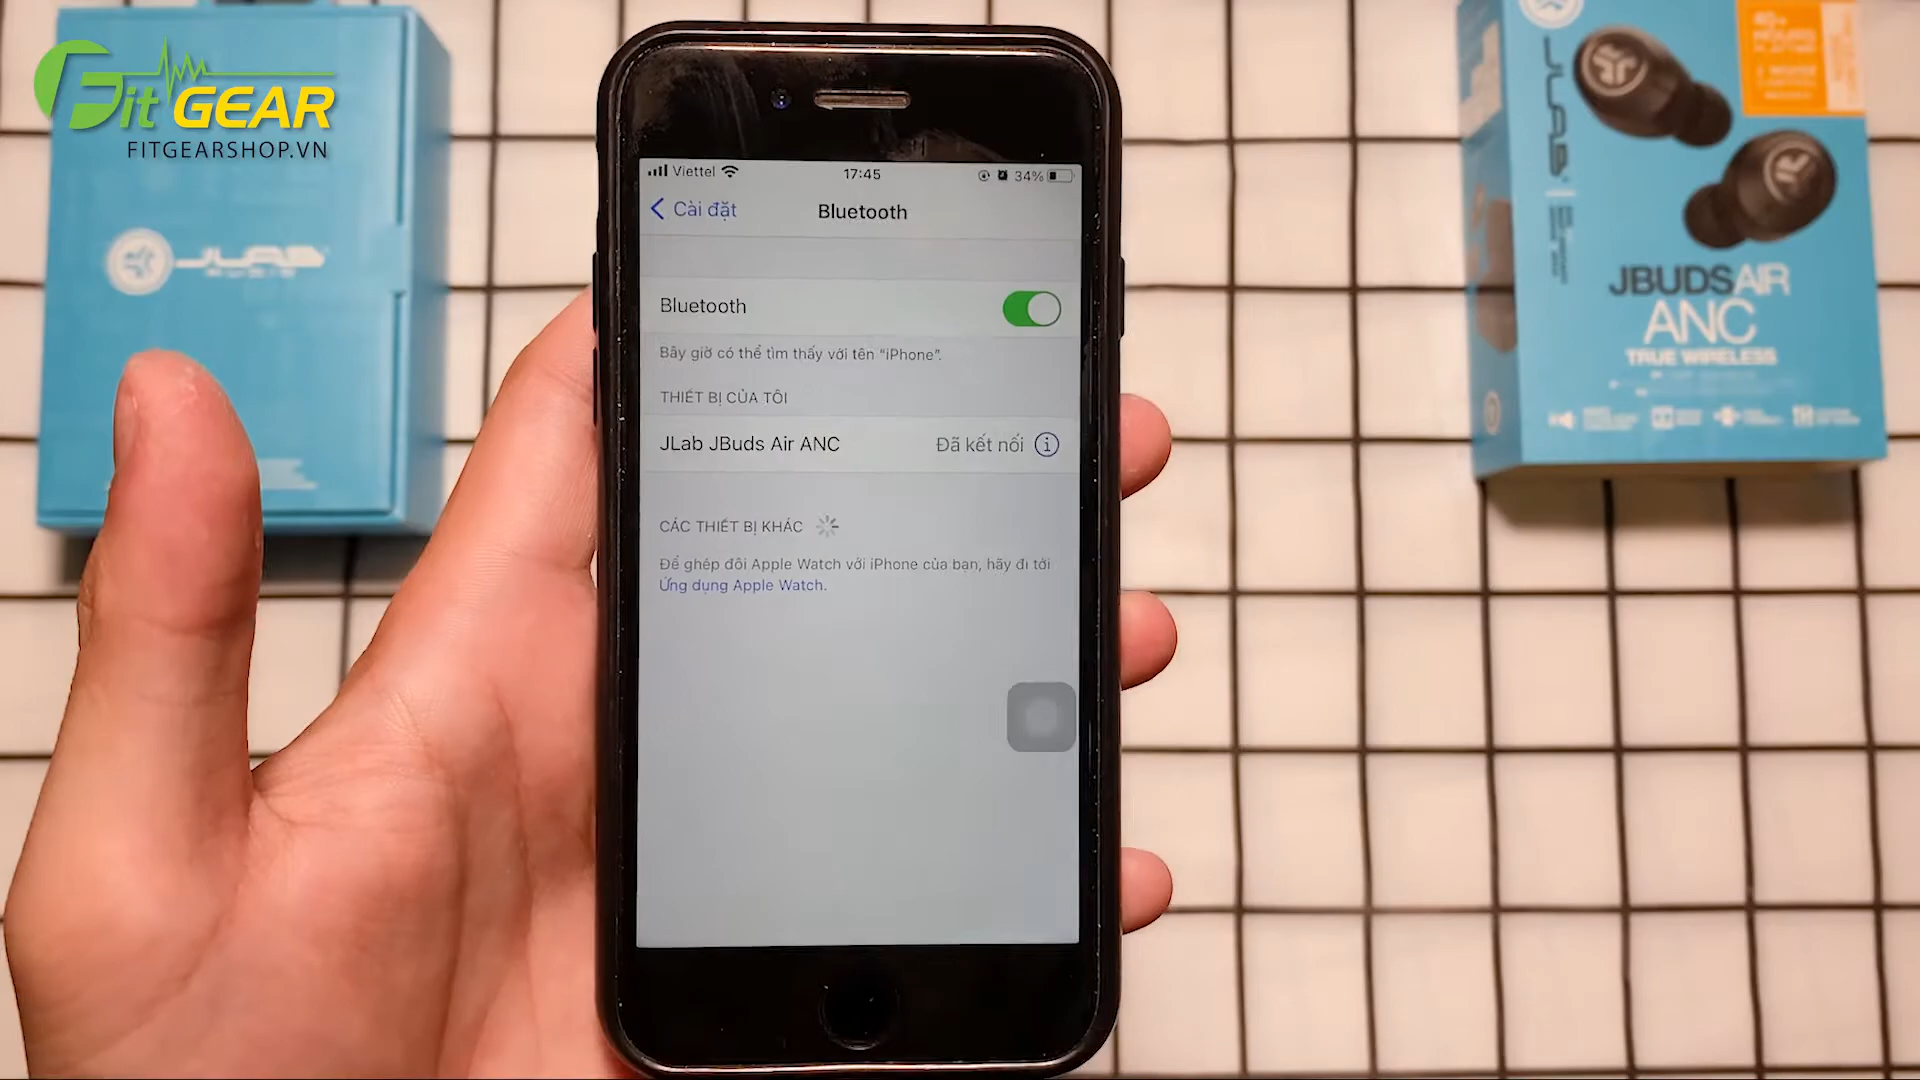 Fit GEAR
FITGEARSHOP.VN
JLAB
Viettel
17:45
34%
Cài đặt
Bluetooth
Bluetooth
Bây giờ có thể tìm thấy với tên “iPhone”.
THIẾT BỊ CỦA TÔI
JLab JBuds Air ANC
Đã kết nối
CÁC THIẾT BỊ KHÁC
Để ghép đôi Apple Watch với iPhone của bạn, hãy đi tới
Ứng dụng Apple Watch.
JLAB
40+
HOURS
JBUDS AIR
ANC
TRUE WIRELESS